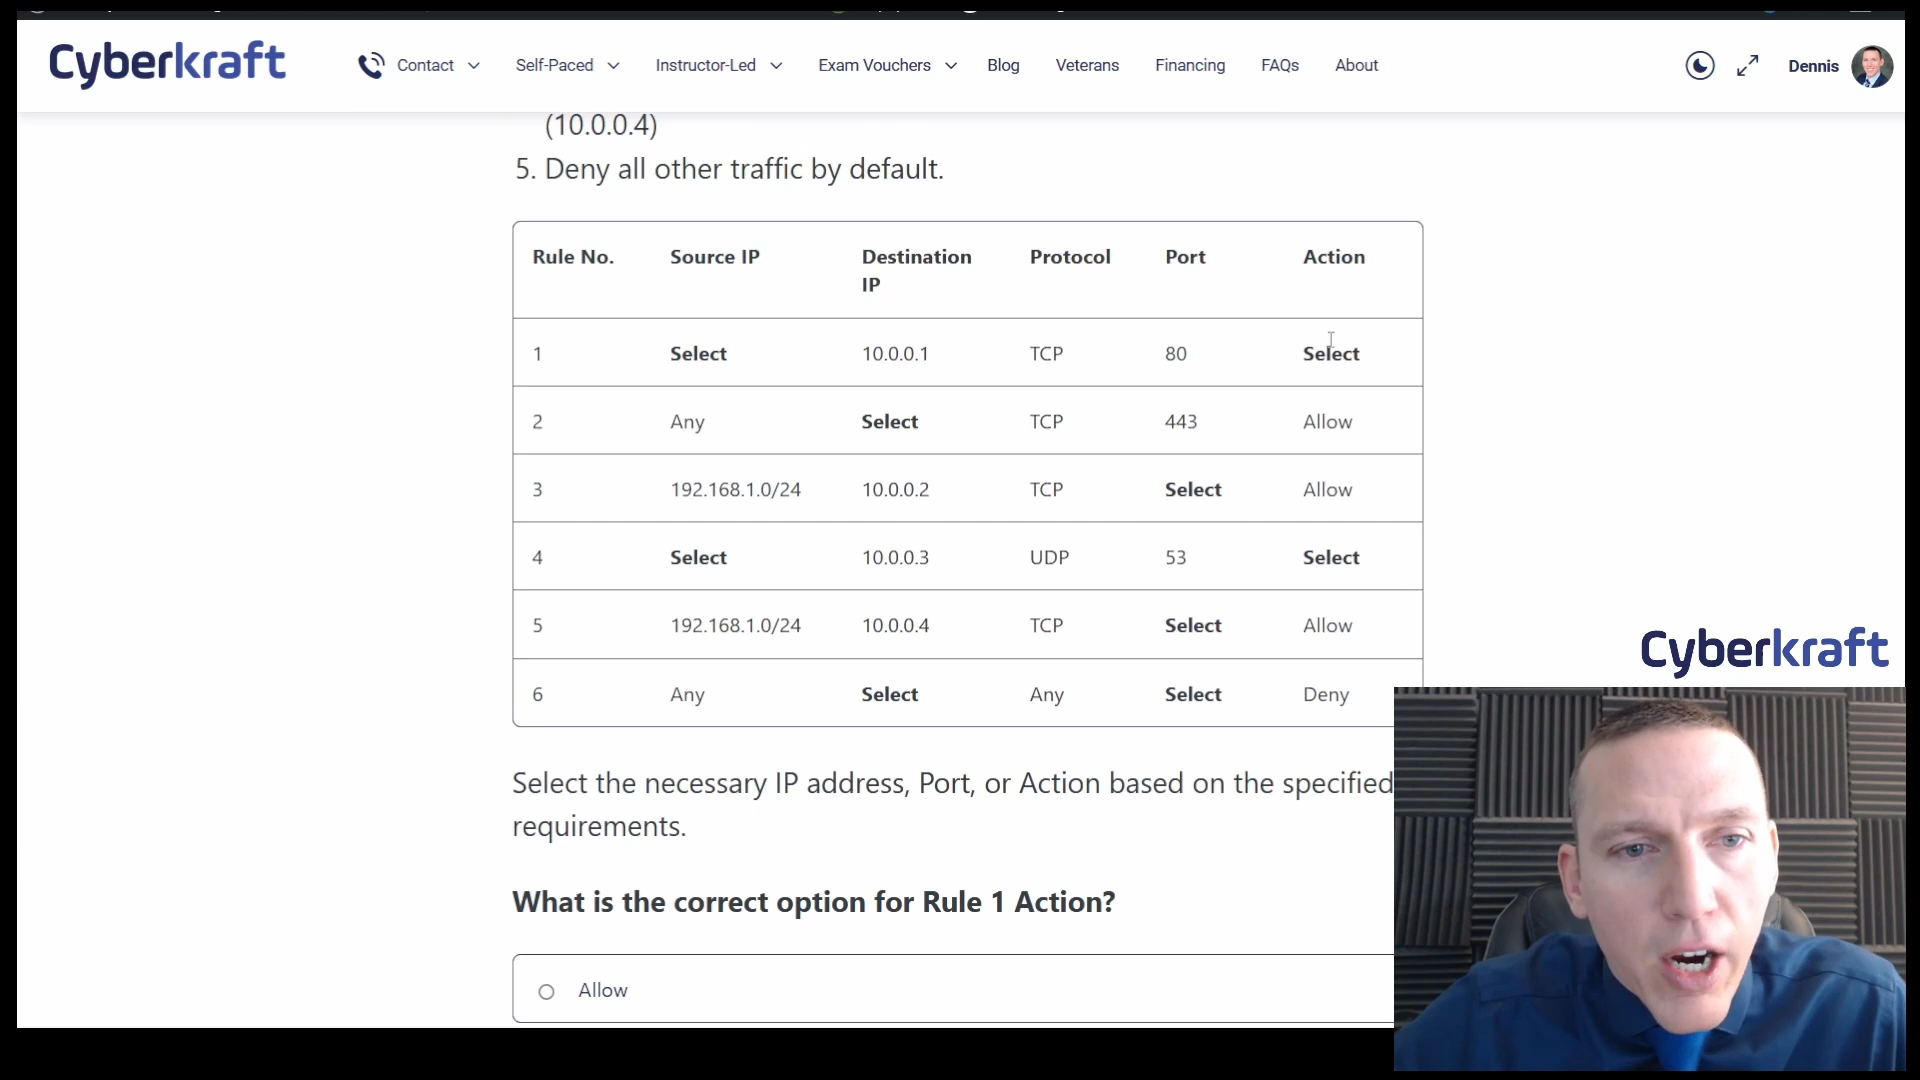 Cyberkraft
Contact Self-Paced Instructor-Led Exam Vouchers Blog Veterans Financing FAQs About Dennis
(10.0.0.4)
5. Deny all other traffic by default.
Rule No. Source IP Destination IP Protocol Port Action
1 Select 10.0.0.1 TCP 80 Select
2 Any Select TCP 443 Allow
3 192.168.1.0/24 10.0.0.2 TCP Select Allow
4 Select 10.0.0.3 UDP 53 Select
5 192.168.1.0/24 10.0.0.4 TCP Select Allow
6 Any Select Any Select Deny
Cyberkraft
Select the necessary IP address, Port, or Action based on the specified
requirements.
What is the correct option for Rule 1 Action?
Allow